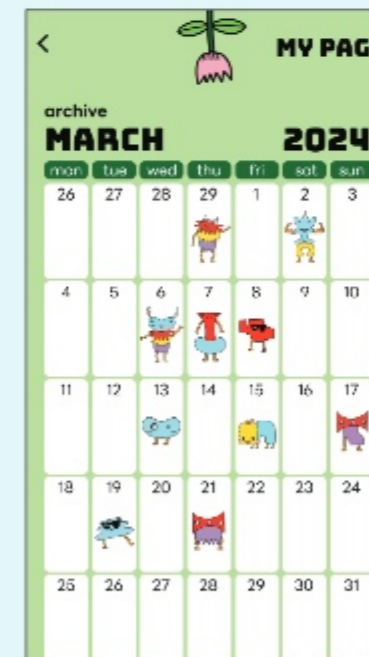 MY PAG
archive
MARCH 2024
mon tue wed thu fri sat sun
26 27 28 29 1 2 3
4 5 6 7 8 9 10
11 12 13 14 15 16 17
18 19 20 21 22 23 24
25 26 27 28 29 30 31